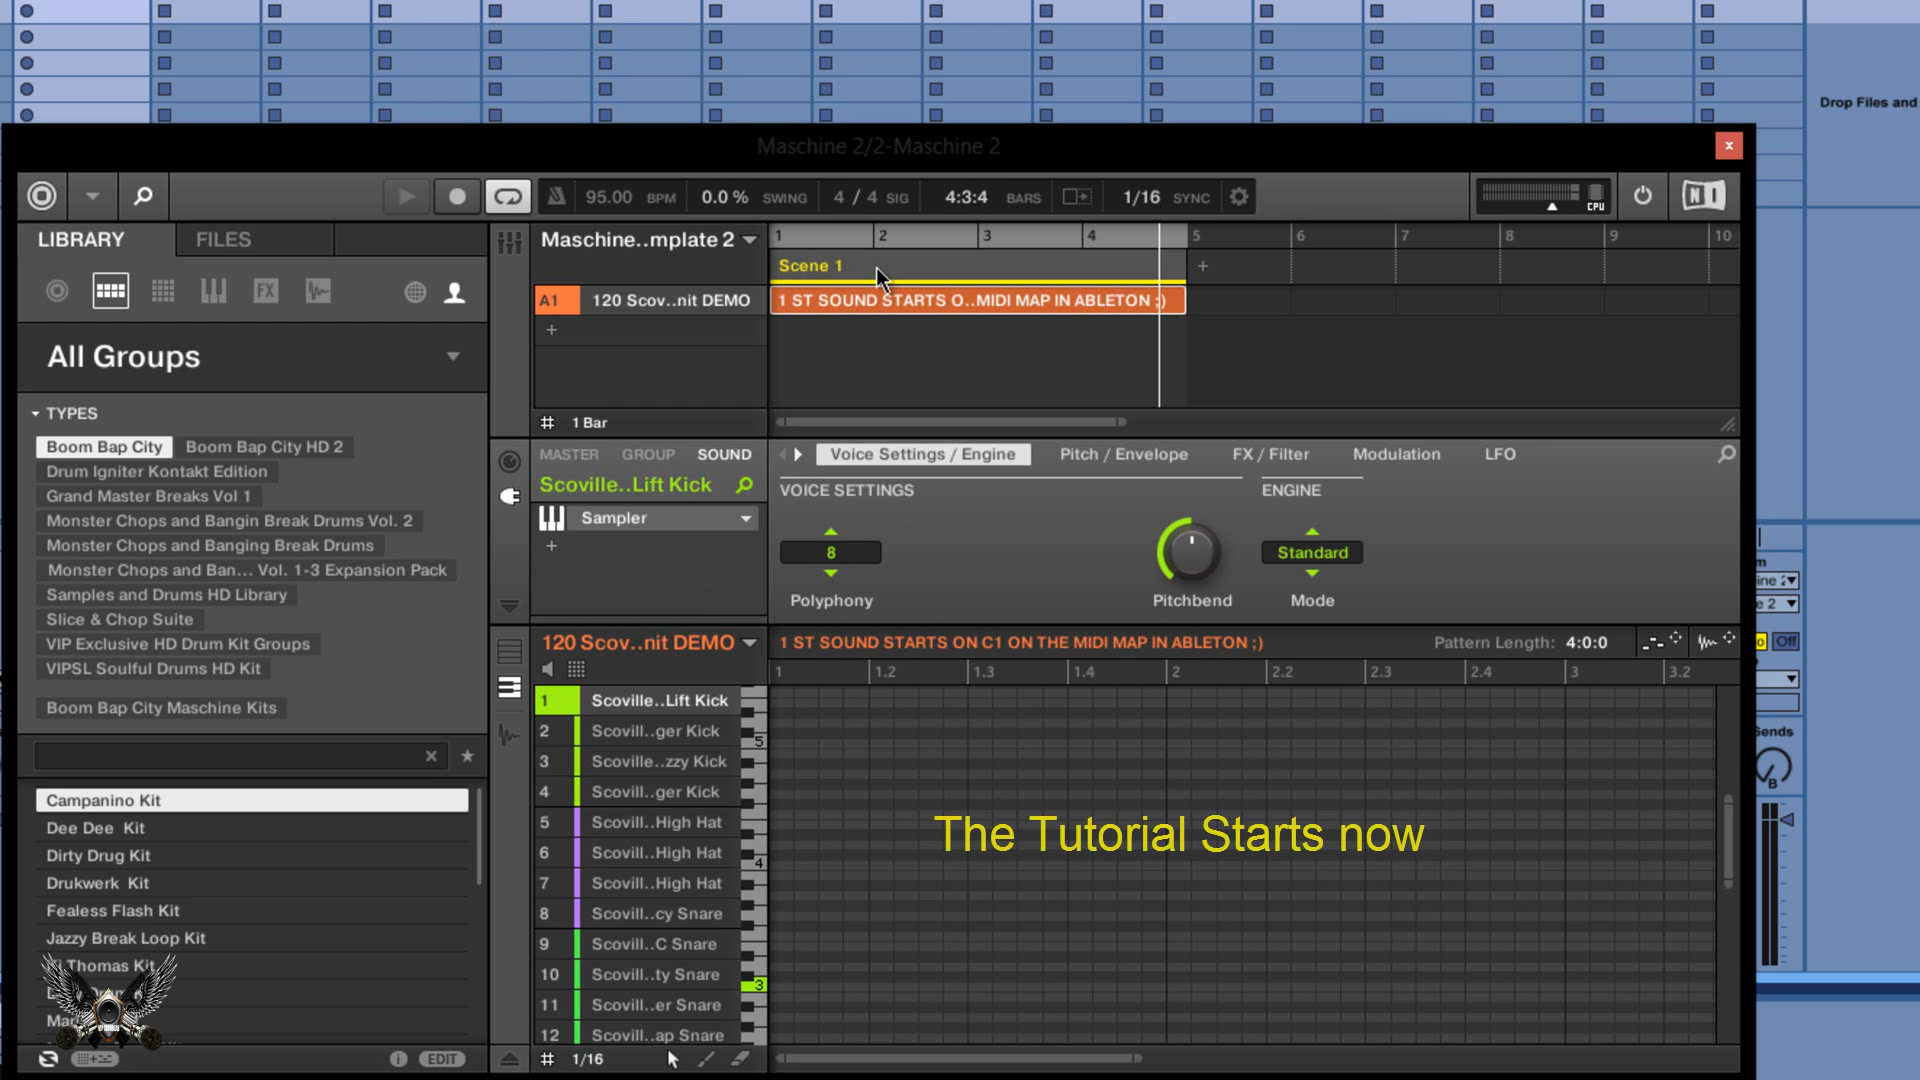 Drop Files and
Maschine 2/2-Maschine 2
x
95.00 BPM 0.0 % SWING 4 / 4 SIG 4:3:4 BARS 1/16 SYNC CPU NI
LIBRARY FILES
Maschine..mplate 2
1 2 3 4 5 6 7 8 9 10
Scene 1 +
A1 120 Scov..nit DEMO 1 ST SOUND STARTS O..MIDI MAP IN ABLETON ;)
+
FX
All Groups
1 Bar
TYPES
Boom Bap City Boom Bap City HD 2
Drum Igniter Kontakt Edition
Grand Master Breaks Vol 1
Monster Chops and Bangin Break Drums Vol. 2
Monster Chops and Banging Break Drums
Monster Chops and Ban... Vol. 1-3 Expansion Pack
Samples and Drums HD Library
Slice & Chop Suite
VIP Exclusive HD Drum Kit Groups
VIPSL Soulful Drums HD Kit
Boom Bap City Maschine Kits
MASTER GROUP SOUND
Scoville..Lift Kick
Sampler
+
Voice Settings / Engine Pitch / Envelope FX / Filter Modulation LFO
VOICE SETTINGS ENGINE
8 Standard
Polyphony Pitchbend Mode
120 Scov..nit DEMO 1 ST SOUND STARTS ON C1 ON THE MIDI MAP IN ABLETON ;) Pattern Length: 4:0:0
1 1.2 1.3 1.4 2 2.2 2.3 2.4 3 3.2
1 Scoville..Lift Kick
2 Scovill..ger Kick
5
3 Scoville..zzy Kick
4 Scovill..ger Kick
5 Scovill..High Hat
6 Scovill..High Hat
4
7 Scovill..High Hat
8 Scovill..cy Snare
9 Scovill..C Snare
10 Scovill..ty Snare
3
11 Scovill..er Snare
12 Scovill..ap Snare
1/16
The Tutorial Starts now
Campanino Kit
Dee Dee Kit
Dirty Drug Kit
Drukwerk Kit
Fealess Flash Kit
Jazzy Break Loop Kit
Thomas Kit
EDIT
Off
Sends
B